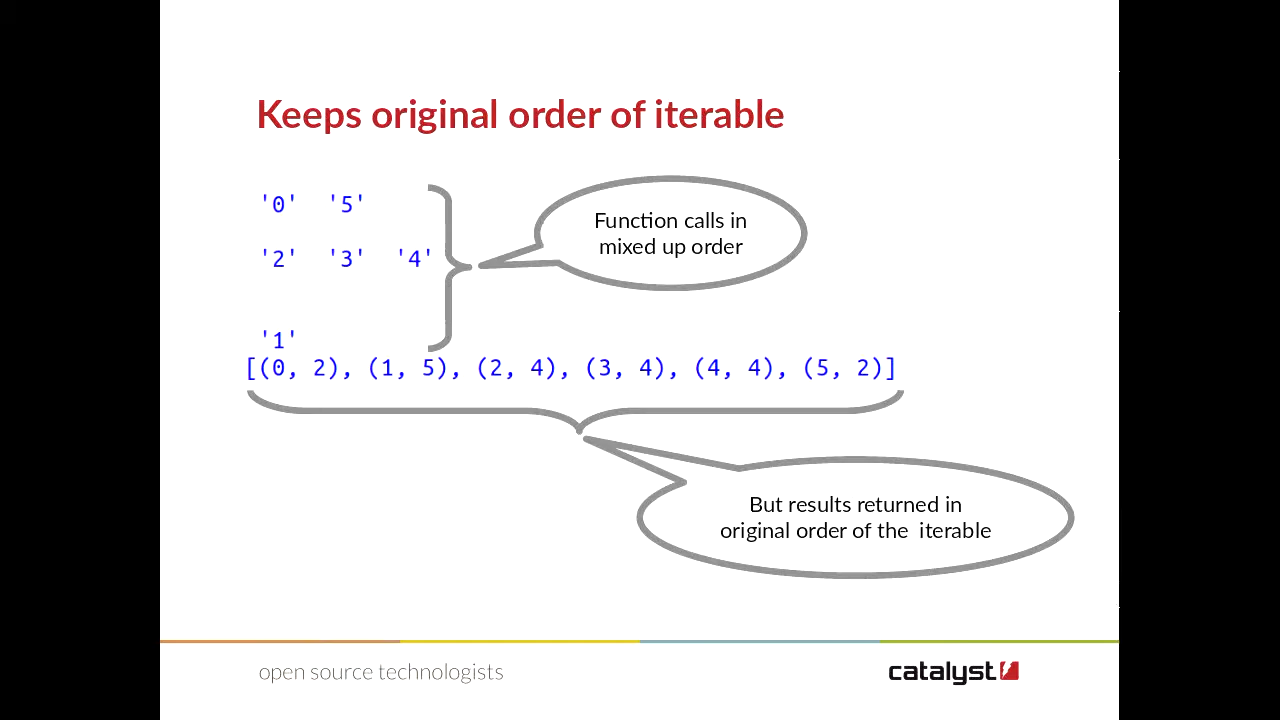 Keeps original order of iterable
'0'  '5'
Function calls in
mixed up order
'2'  '3'  '4'
'1'
[(0, 2), (1, 5), (2, 4), (3, 4), (4, 4), (5, 2)]
But results returned in
original order of the  iterable
open source technologists
catalyst